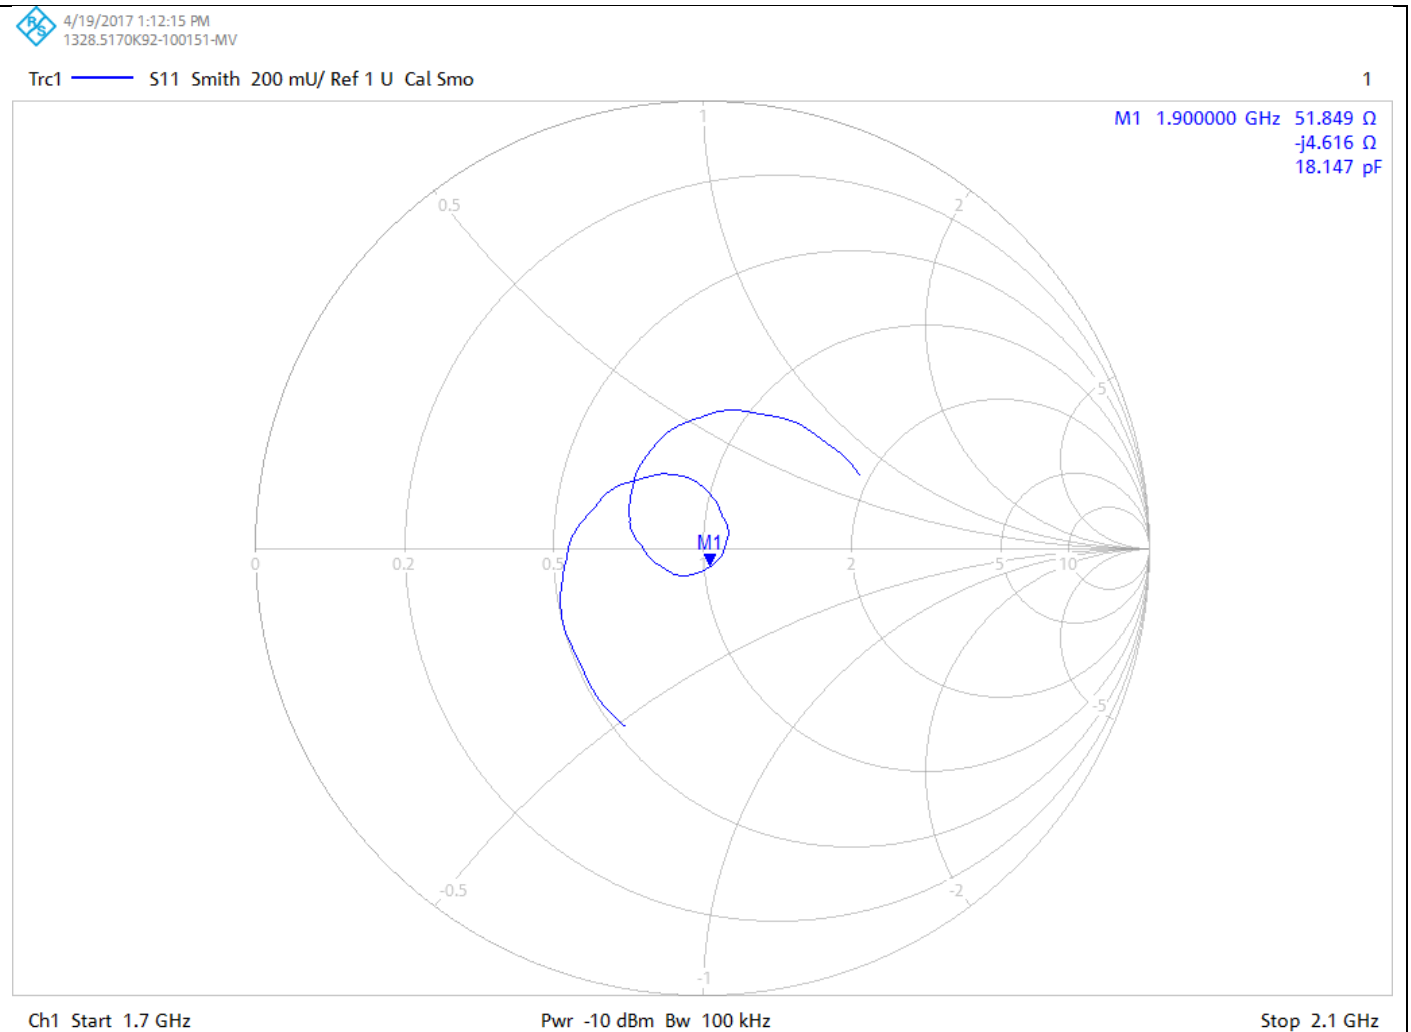 R&S
4/19/2017 1:12:15 PM
1328.5170K92-100151-MV
Trc1 S11 Smith 200 mU/ Ref 1 U Cal Smo 1
M1 1.900000 GHz 51.849 Ω
-j4.616 Ω
18.147 pF
1
0.5 2
5
M1
0 0.2 0.5 2 5 10
-5
-0.5 -2
-1
Ch1 Start 1.7 GHz Pwr -10 dBm Bw 100 kHz Stop 2.1 GHz